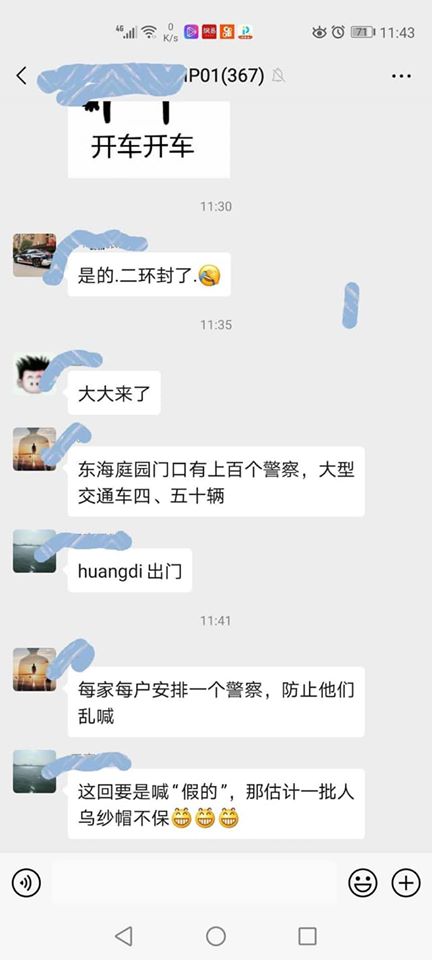 4G
0
K/s
71
11:43
P01(367)
开车开车
11:30
是的.二环封了.
11:35
大大来了
东海庭园门口有上百个警察，大型
交通车四、五十辆
huangdi 出门
11:41
每家每户安排一个警察，防止他们
乱喊
这回要是喊“假的”，那估计一批人
乌纱帽不保